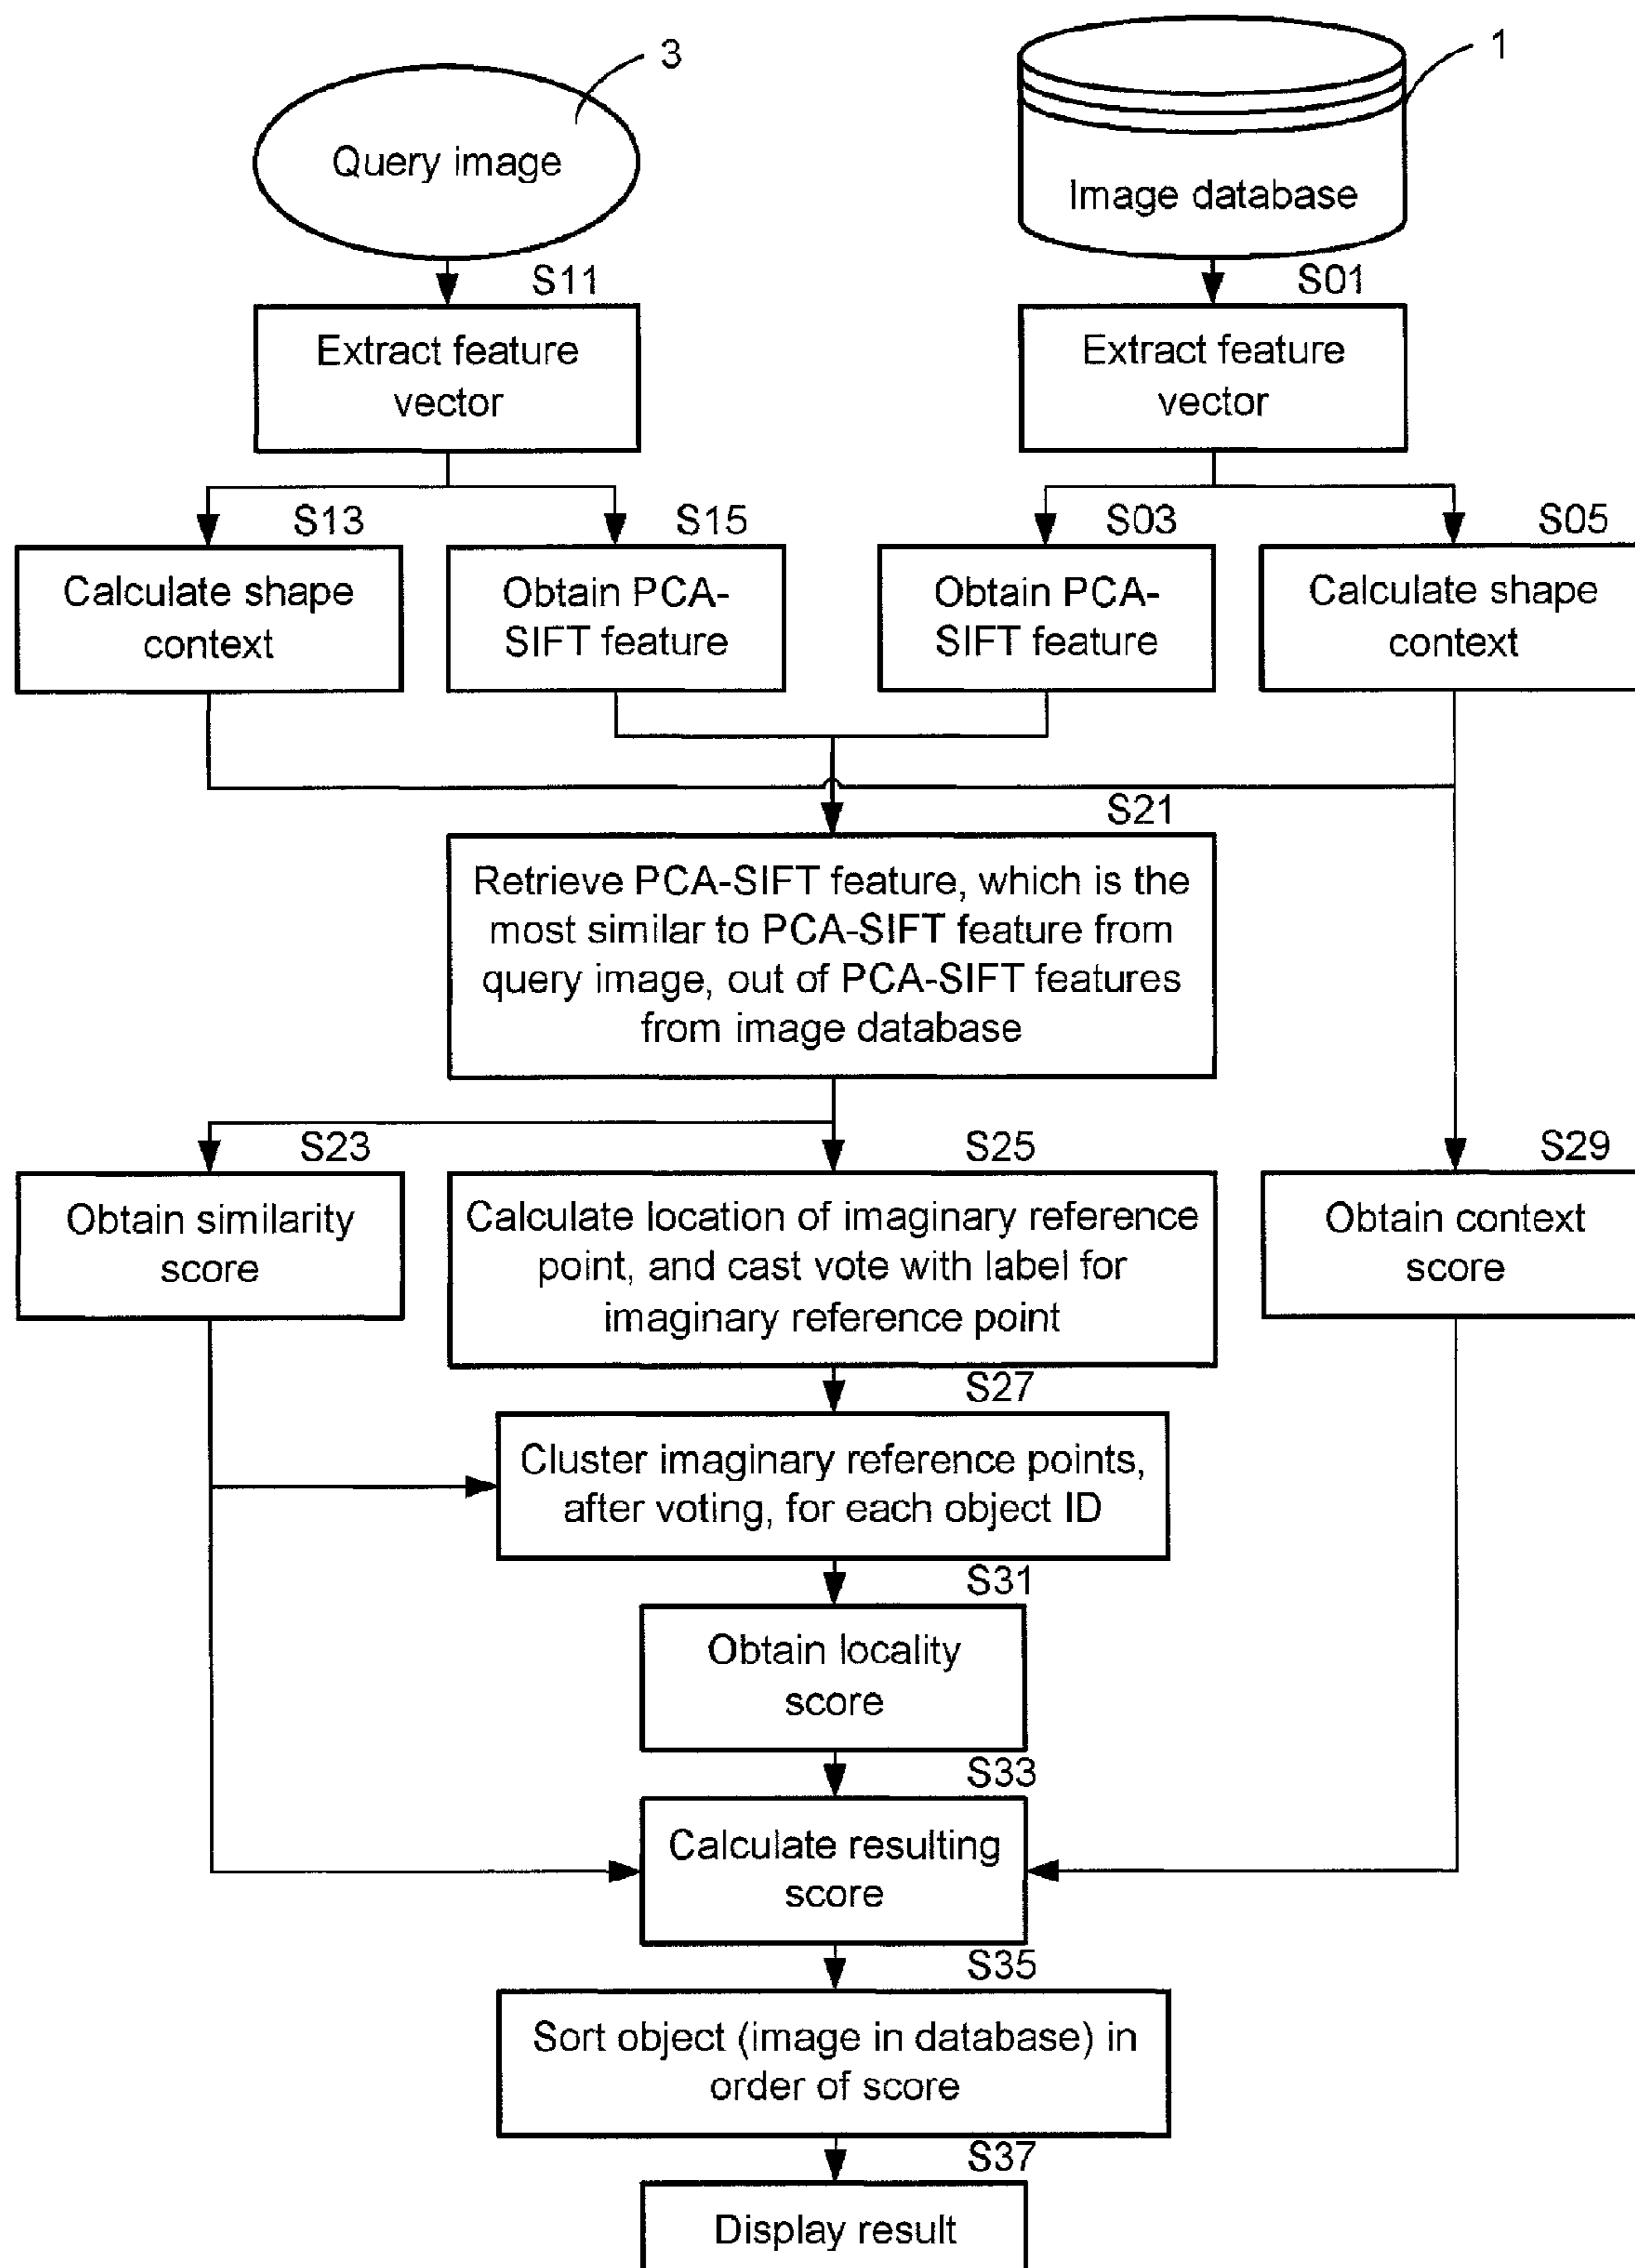 3
1
Query image
Image database
S11
S01
Extract feature
vector
Extract feature
vector
S13
S15
S03
S05
Calculate shape
context
Obtain PCA-
SIFT feature
Obtain PCA-
SIFT feature
Calculate shape
context
S21
Retrieve PCA-SIFT feature, which is the
most similar to PCA-SIFT feature from
query image, out of PCA-SIFT features
from image database
S23
S25
S29
Obtain similarity
score
Calculate location of imaginary reference
point, and cast vote with label for
imaginary reference point
Obtain context
score
S27
Cluster imaginary reference points,
after voting, for each object ID
S31
Obtain locality
score
S33
Calculate resulting
score
S35
Sort object (image in database) in
order of score
S37
Display result